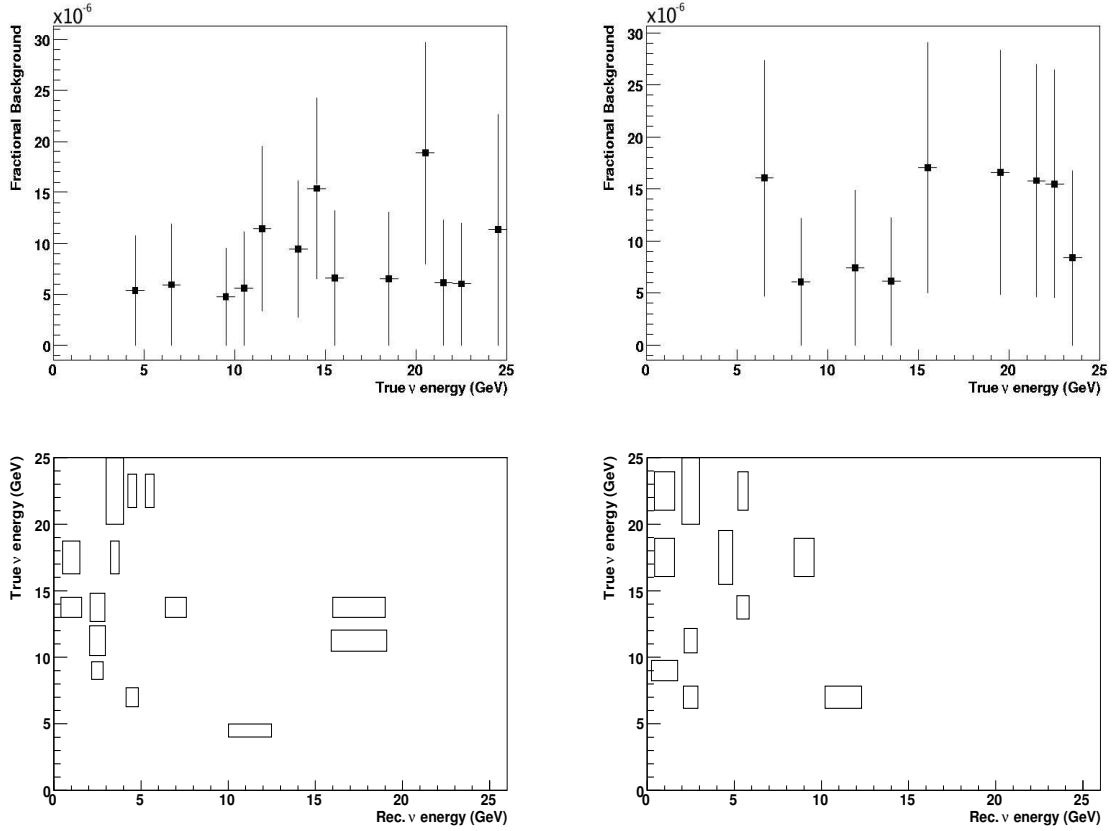 ×10⁻⁶
Fractional Background
30
25
20
15
10
5
0
0 5 10 15 20 25
True ν energy (GeV)
×10⁻⁶
Fractional Background
30
25
20
15
10
5
0
0 5 10 15 20 25
True ν energy (GeV)
True ν energy (GeV)
25
20
15
10
5
0
0 5 10 15 20 25
Rec. ν energy (GeV)
True ν energy (GeV)
25
20
15
10
5
0
0 5 10 15 20 25
Rec. ν energy (GeV)